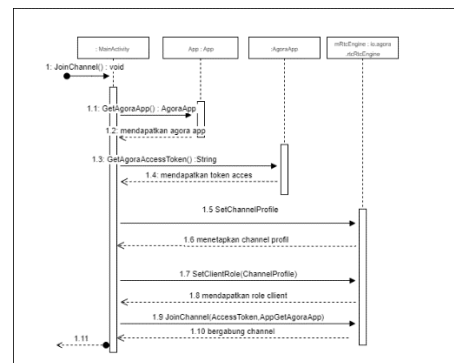 : MainActivity
App : App
:AgoraApp
mRtcEngine : io.agora
.rtcRtcEngine
1: JoinChannel() : void
1.1: GetAgoraApp() : AgoraApp
1.2: mendapatkan agora app
1.3: GetAgoraAccessToken() :String
1.4: mendapatkan token acces
1.5 SetChannelProfile
1.6 menetapkan channel profil
1.7 SetClientRole(ChannelProfile)
1.8 mendapatkan role client
1.9 JoinChannel(AccessToken,AppGetAgoraApp)
1.10 bergabung channel
1.11